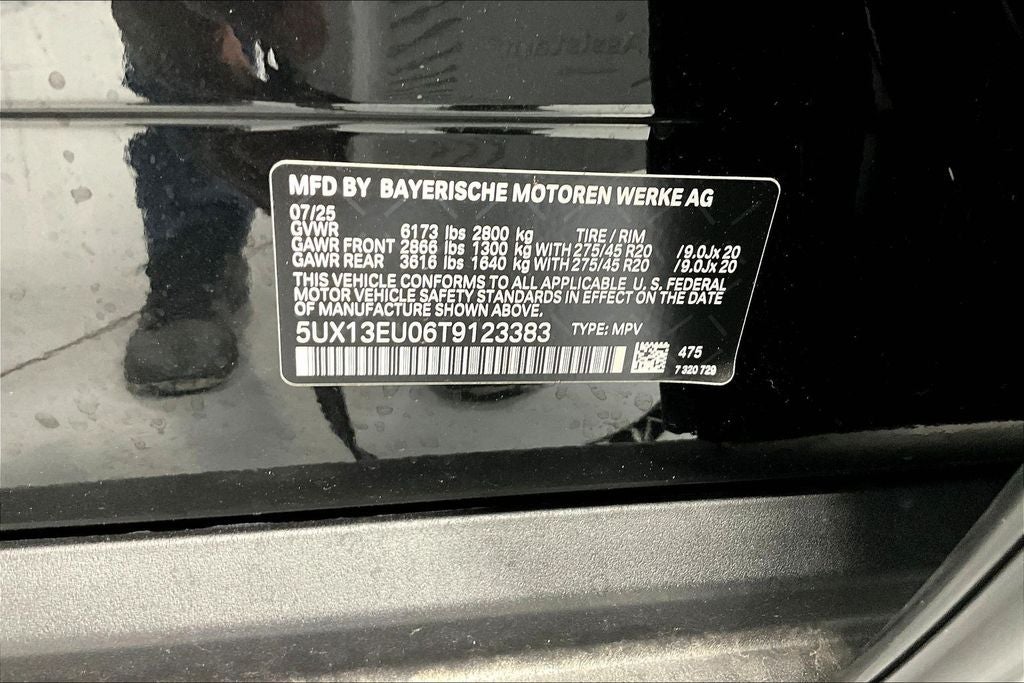 Assistant
MFD BY BAYERISCHE MOTOREN WERKE AG
07/25
GVWR 6173 lbs 2800 kg TIRE / RIM
GAWR FRONT 2866 lbs 1300 kg WITH 275/45 R20 /9.0Jx20
GAWR REAR 3616 lbs 1640 kg WITH 275/45 R20 /9.0Jx20
THIS VEHICLE CONFORMS TO ALL APPLICABLE U.S. FEDERAL
MOTOR VEHICLE SAFETY STANDARDS IN EFFECT ON THE DATE
OF MANUFACTURE SHOWN ABOVE.
5UX13EU06T9123383 TYPE: MPV
475
7 320 729